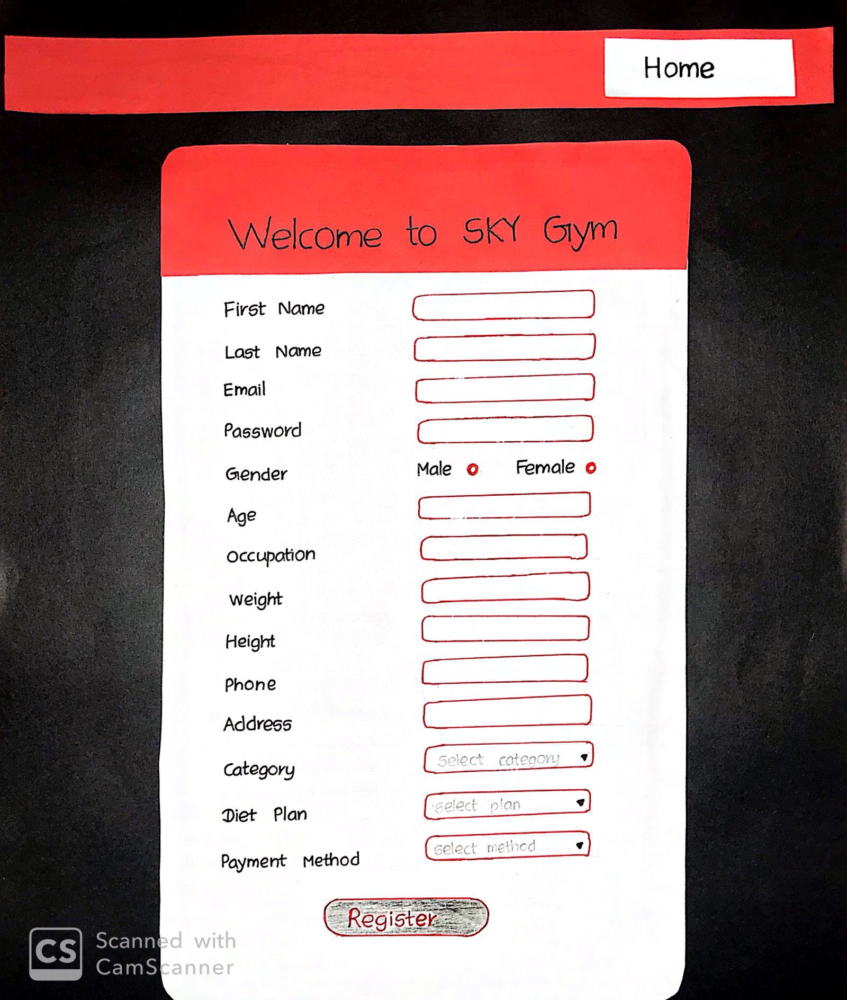 Home
Welcome to SKY Gym
First Name
Last Name
Email
Password
Gender Male Female
Age
Occupation
Weight
Height
Phone
Address
Category Select category
Diet Plan Select plan
Payment Method Select method
Register
CS Scanned with
CamScanner